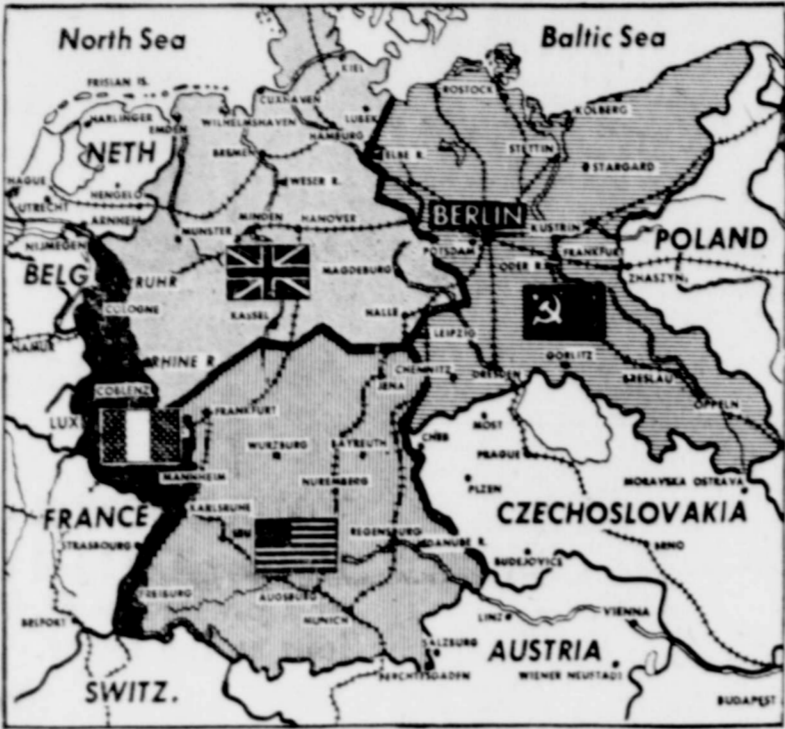 North Sea
Baltic Sea
FRISIAN IS.
KIEL
CUXHAVEN
ROSTOCK
KOLBERG
HARLINGER
EMDEN
WILHELMSHAVEN
LUBEK
HAMBURG
NETH
BREMEN
ELBE R.
STETTIN
STARGARD
HAGUE
UTRECHT
HENGELO
WESER R.
ARNHEM
MINDEN
HANOVER
BERLIN
KUSTRIN
NIJMEGEN
MUNSTER
POTSDAM
FRANKFURT
POLAND
BELG
RUHR
MAGDEBURG
ODER R.
ZHASZYN
COLOGNE
KASSEL
HALLE
LEIPZIG
NAMUR
RHINE R
GORLITZ
CHEMNITZ
DRESDEN
BRESLAU
COBLENZ
JENA
OPPELN
LUX.
FRANKFURT
MOST
WURZBURG
BAYREUTH
CHEB
PRAGUE
MANNHEIM
NUREMBERG
PLZEN
MORAVSKA OSTRAVA
FRANCE
KARLSRUHE
CZECHOSLOVAKIA
STRASBOURG
REGENSBURG
DANUBE R.
BRNO
BUDEJOVICE
FREIBURG
AUGSBURG
BELFORT
MUNICH
LINZ
VIENNA
SALZBURG
AUSTRIA
SWITZ.
BERCHTESGADEN
WIENER NEUSTADT
BUDAPEST